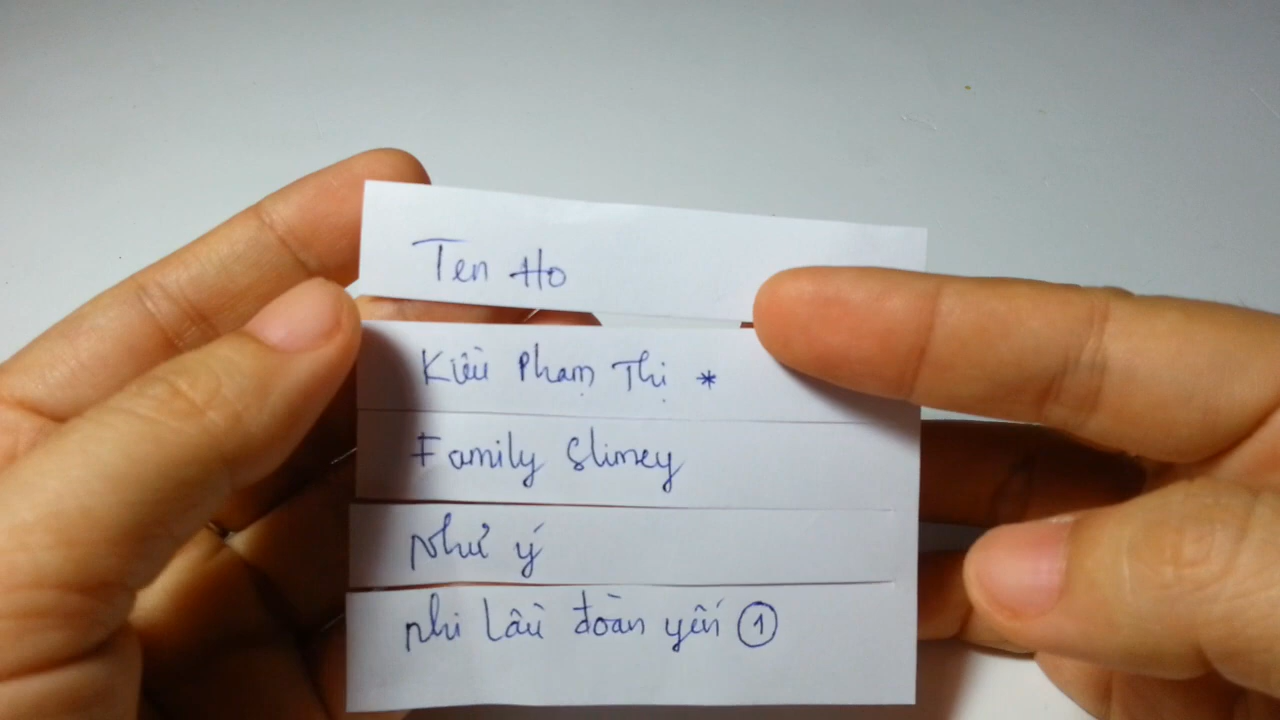 Ten Ho
Kiều Phạm Thị *
Family Slimey
Như ý
Nhi Lâu đoàn yến 1